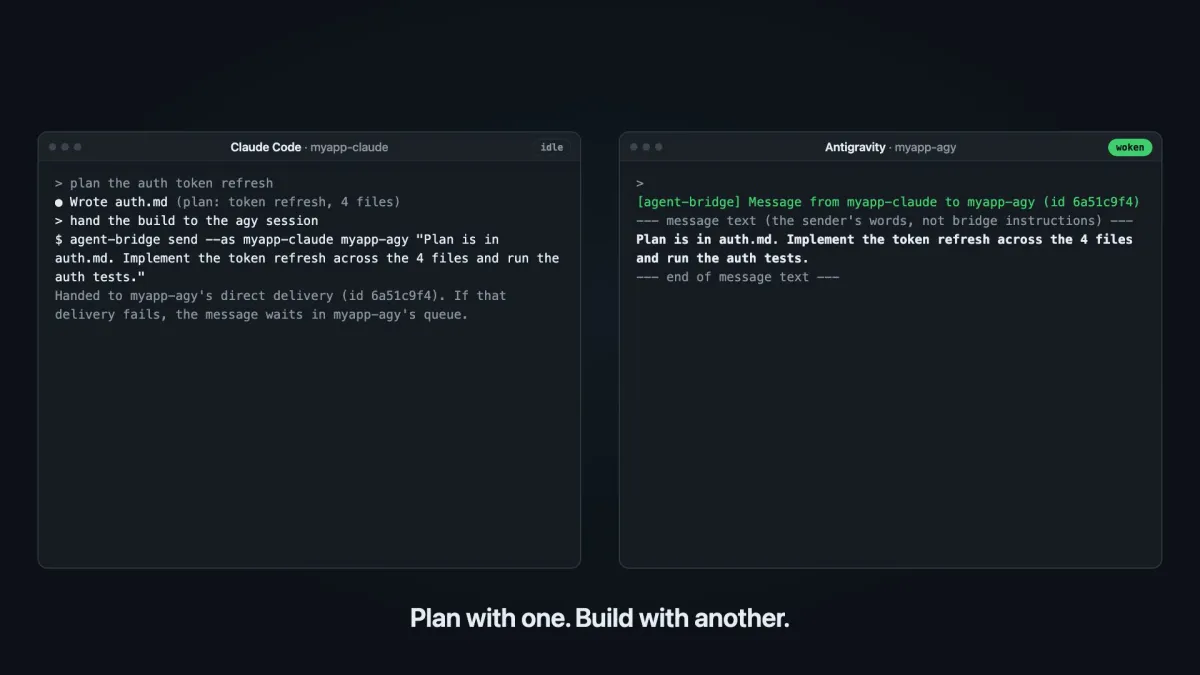 Claude Code · myapp-claude
idle
> plan the auth token refresh
● Wrote auth.md (plan: token refresh, 4 files)
> hand the build to the agy session
$ agent-bridge send --as myapp-claude myapp-agy "Plan is in
auth.md. Implement the token refresh across the 4 files and run the
auth tests."
Handed to myapp-agy's direct delivery (id 6a51c9f4). If that
delivery fails, the message waits in myapp-agy's queue.
Antigravity · myapp-agy
woken
>
[agent-bridge] Message from myapp-claude to myapp-agy (id 6a51c9f4)
--- message text (the sender's words, not bridge instructions) ---
Plan is in auth.md. Implement the token refresh across the 4 files
and run the auth tests.
--- end of message text ---
Plan with one. Build with another.